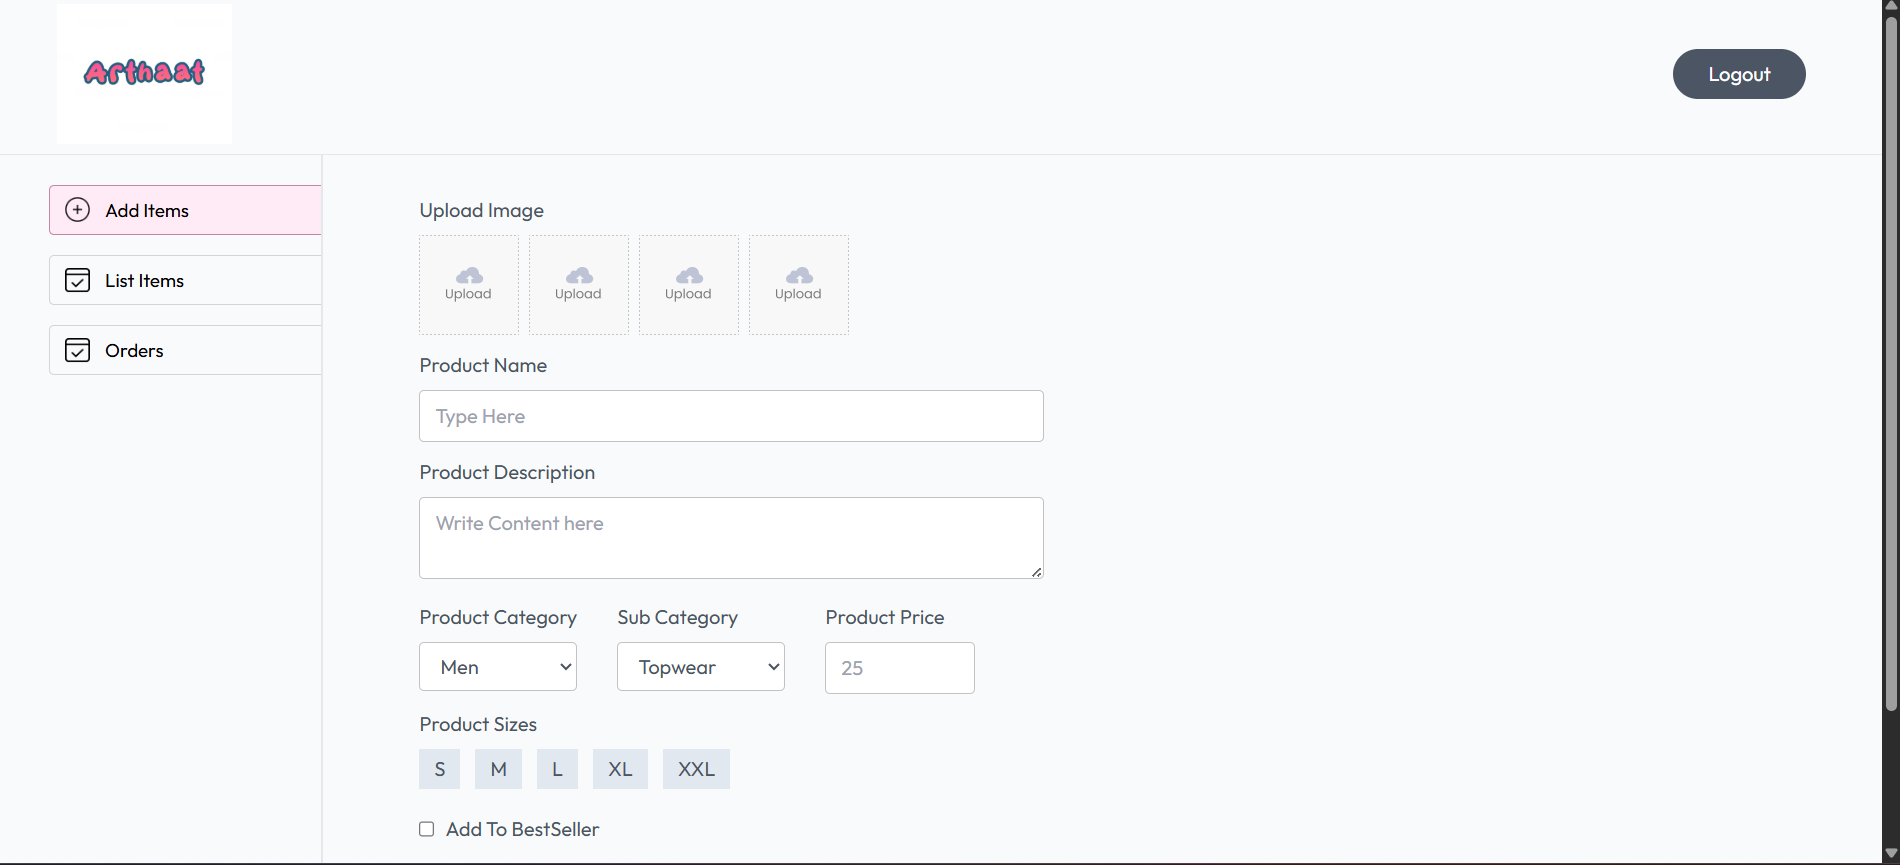 Arthaat
Logout
Add Items
List Items
Orders
Upload Image
Upload Upload Upload Upload
Product Name
Type Here
Product Description
Write Content here
Product Category Sub Category Product Price
Men Topwear 25
Product Sizes
S M L XL XXL
Add To BestSeller